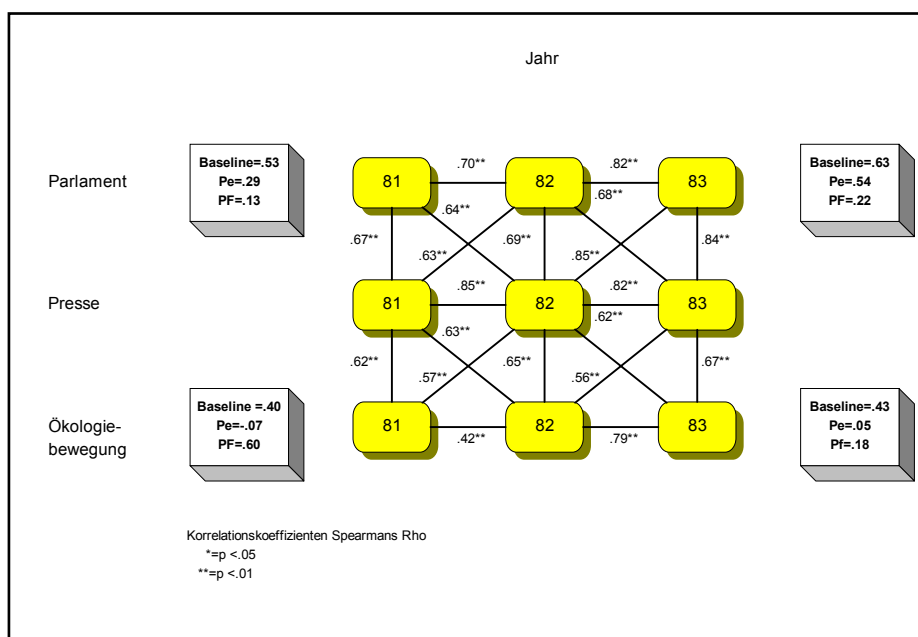 Jahr
Parlament
Baseline=.53
Pe=.29
PF=.13
81
.70**
82
.82**
83
Baseline=.63
Pe=.54
PF=.22
.64**
.68**
.67**
.63**
.69**
.85**
.84**
Presse
81
.85**
82
.82**
83
.63**
.62**
.62**
.57**
.65**
.56**
.67**
Ökologie-
bewegung
Baseline =.40
Pe=-.07
PF=.60
81
.42**
82
.79**
83
Baseline=.43
Pe=.05
Pf=.18
Korrelationskoeffizienten Spearmans Rho
*=p <.05
**=p <.01